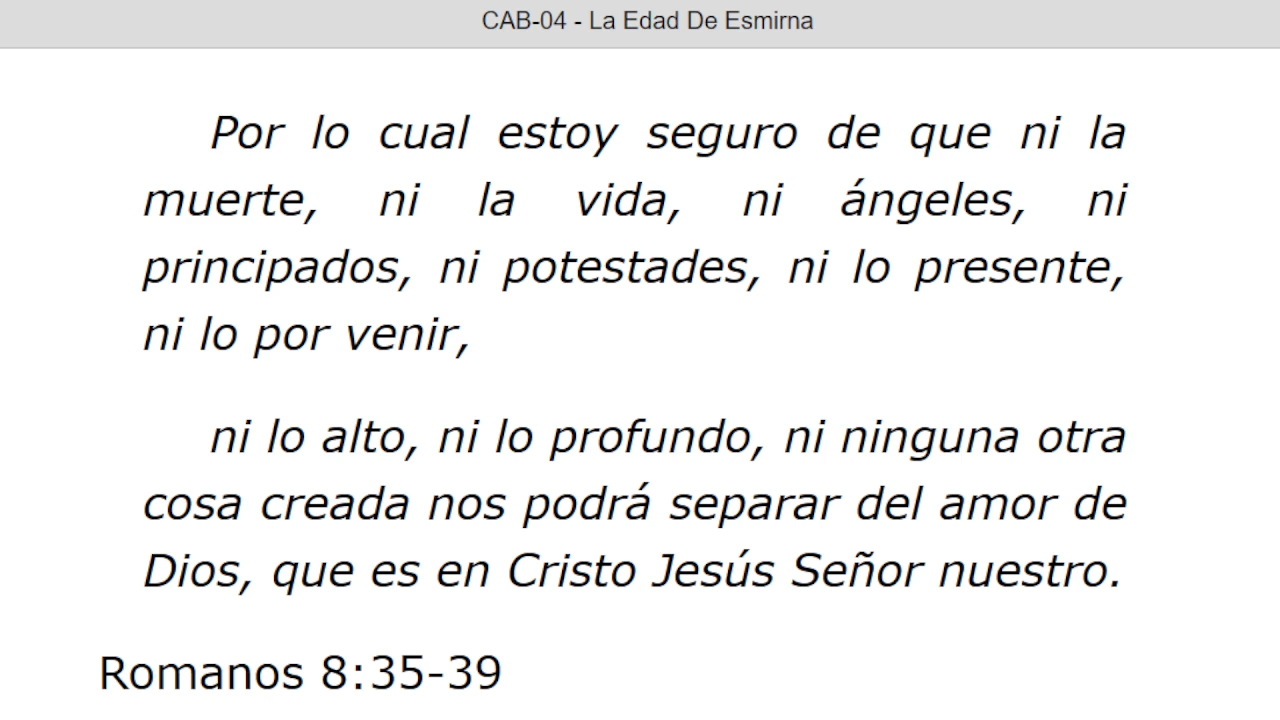 CAB-04 - La Edad De Esmirna
Por lo cual estoy seguro de que ni la
muerte, ni la vida, ni ángeles, ni
principados, ni potestades, ni lo presente,
ni lo por venir,
ni lo alto, ni lo profundo, ni ninguna otra
cosa creada nos podrá separar del amor de
Dios, que es en Cristo Jesús Señor nuestro.
Romanos 8:35-39